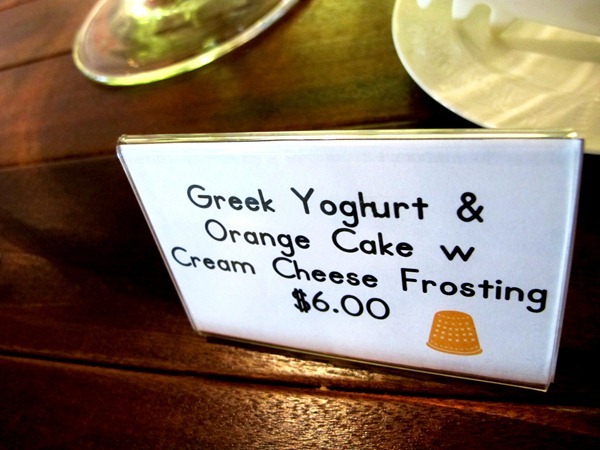 Greek Yoghurt &
Orange Cake w
Cream Cheese Frosting
$6.00